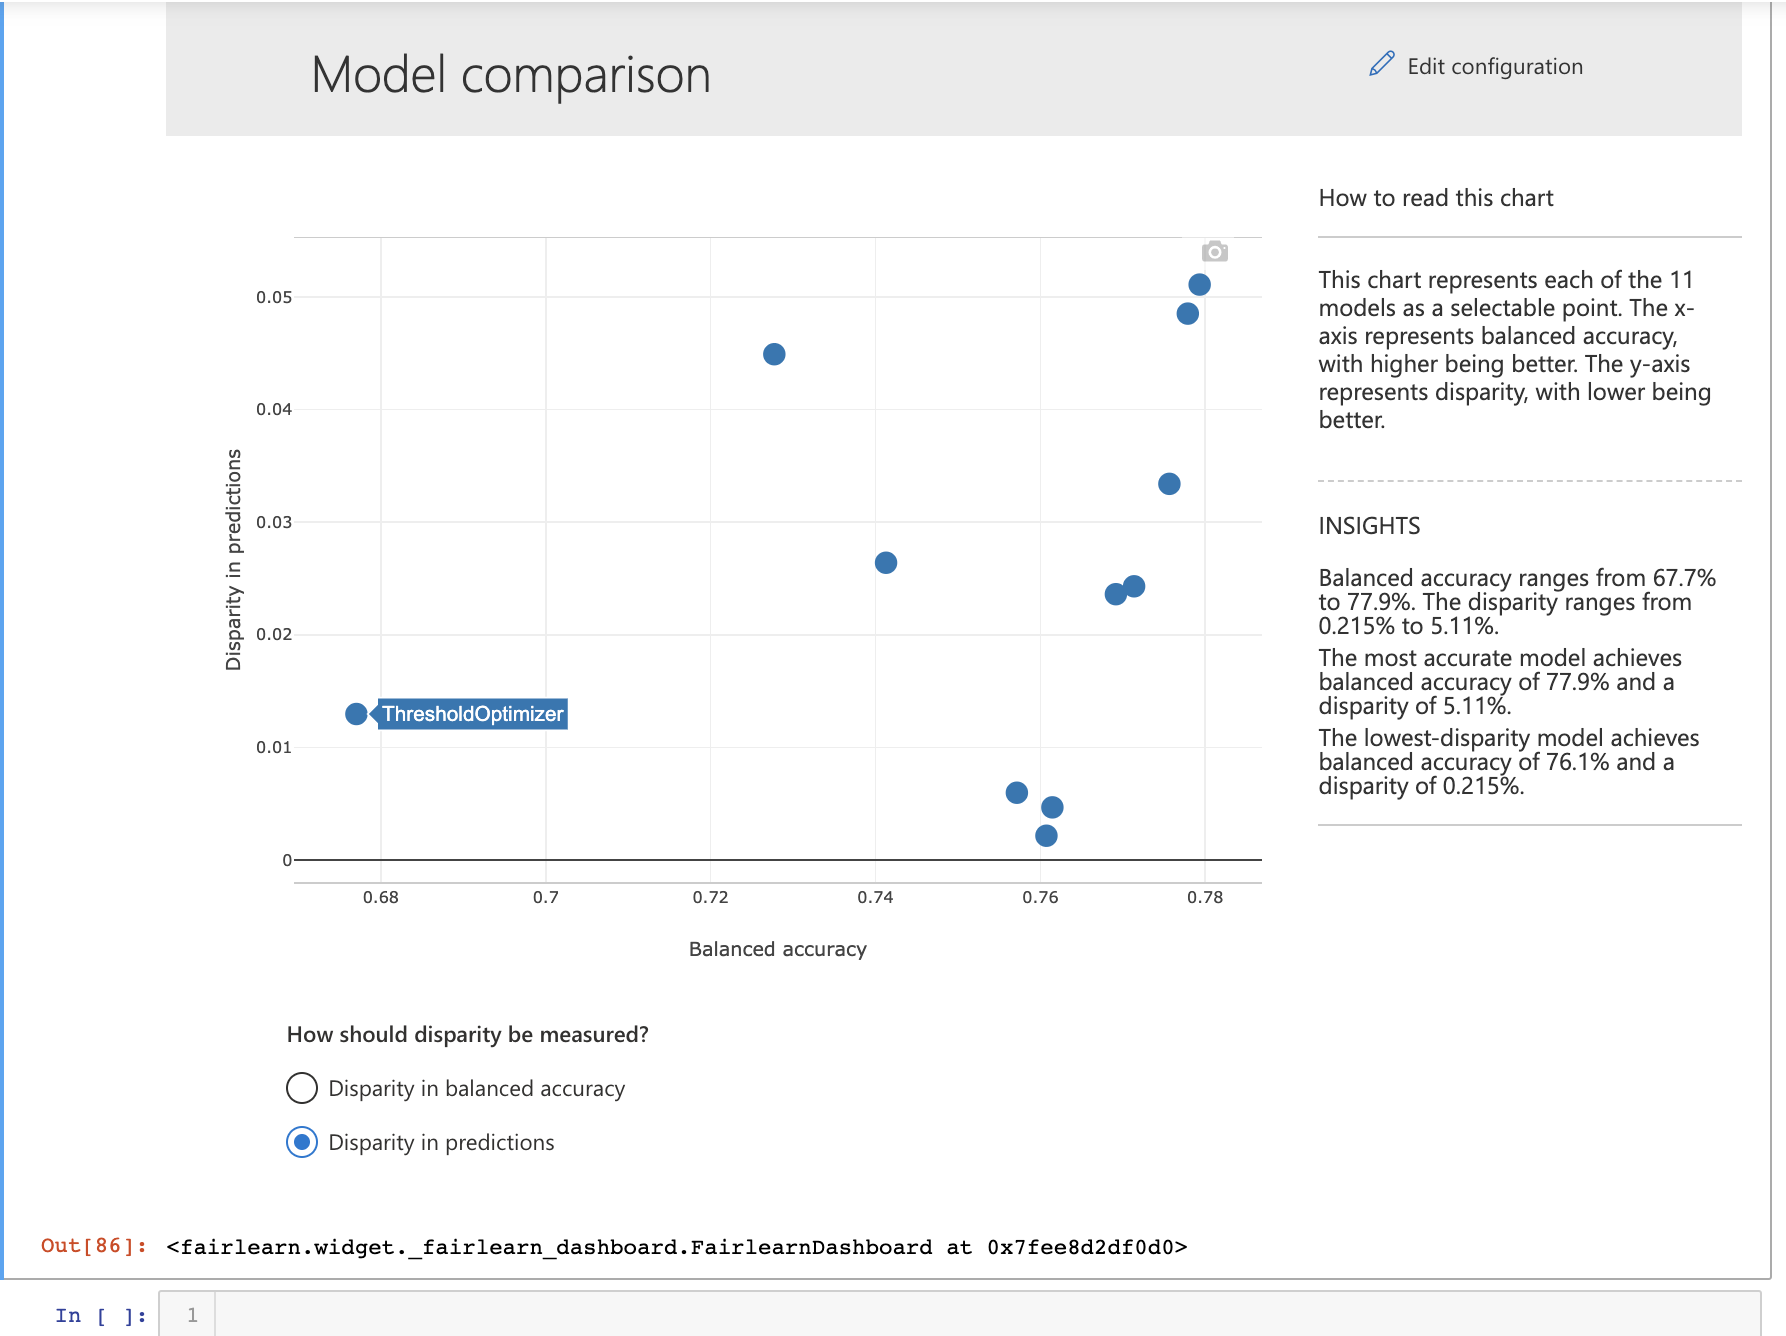 Model comparison
Edit configuration
How to read this chart
This chart represents each of the 11
models as a selectable point. The x-
axis represents balanced accuracy,
with higher being better. The y-axis
represents disparity, with lower being
better.
INSIGHTS
Balanced accuracy ranges from 67.7%
to 77.9%. The disparity ranges from
0.215% to 5.11%.
The most accurate model achieves
balanced accuracy of 77.9% and a
disparity of 5.11%.
The lowest-disparity model achieves
balanced accuracy of 76.1% and a
disparity of 0.215%.
Disparity in predictions
0.05
0.04
0.03
0.02
0.01
0
ThresholdOptimizer
0.68 0.7 0.72 0.74 0.76 0.78
Balanced accuracy
How should disparity be measured?
Disparity in balanced accuracy
Disparity in predictions
Out[86]: <fairlearn.widget._fairlearn_dashboard.FairlearnDashboard at 0x7fee8d2df0d0>
In [ ]: 1